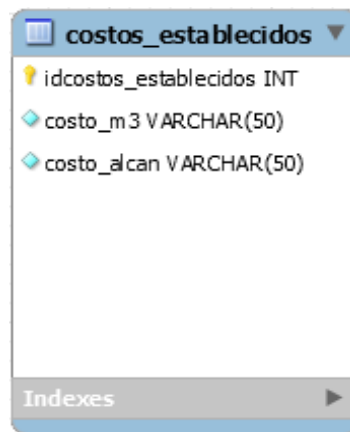 costos_establecidos
idcostos_establecidos INT
costo_m3 VARCHAR(50)
costo_alcan VARCHAR(50)
Indexes